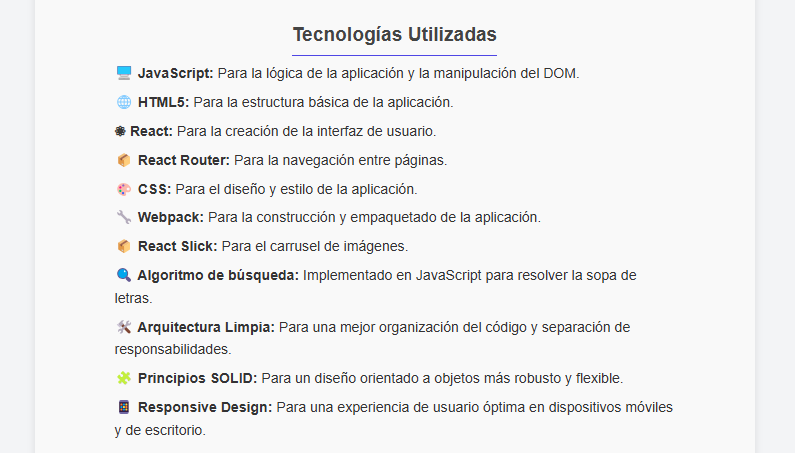 Tecnologías Utilizadas
💻 JavaScript: Para la lógica de la aplicación y la manipulación del DOM.
🌐 HTML5: Para la estructura básica de la aplicación.
⚛ React: Para la creación de la interfaz de usuario.
📦 React Router: Para la navegación entre páginas.
🎨 CSS: Para el diseño y estilo de la aplicación.
🔧 Webpack: Para la construcción y empaquetado de la aplicación.
📦 React Slick: Para el carrusel de imágenes.
🔍 Algoritmo de búsqueda: Implementado en JavaScript para resolver la sopa de
letras.
🛠 Arquitectura Limpia: Para una mejor organización del código y separación de
responsabilidades.
🧩 Principios SOLID: Para un diseño orientado a objetos más robusto y flexible.
📱 Responsive Design: Para una experiencia de usuario óptima en dispositivos móviles
y de escritorio.